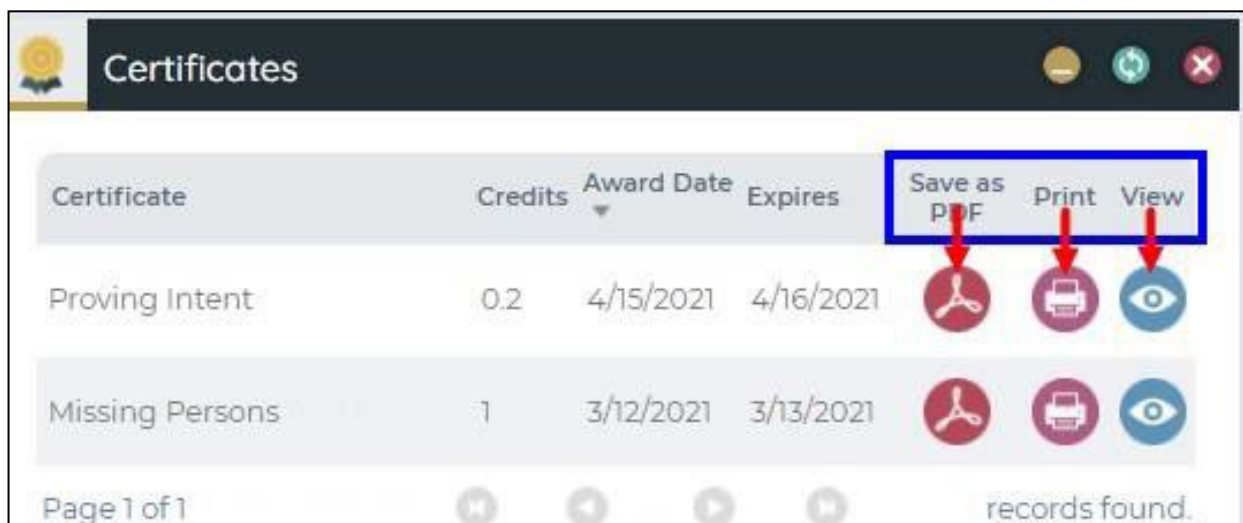 Certificates
Certificate Credits Award Date Expires Save as PDF Print View
Proving Intent 0.2 4/15/2021 4/16/2021
Missing Persons 1 3/12/2021 3/13/2021
Page 1 of 1 records found.